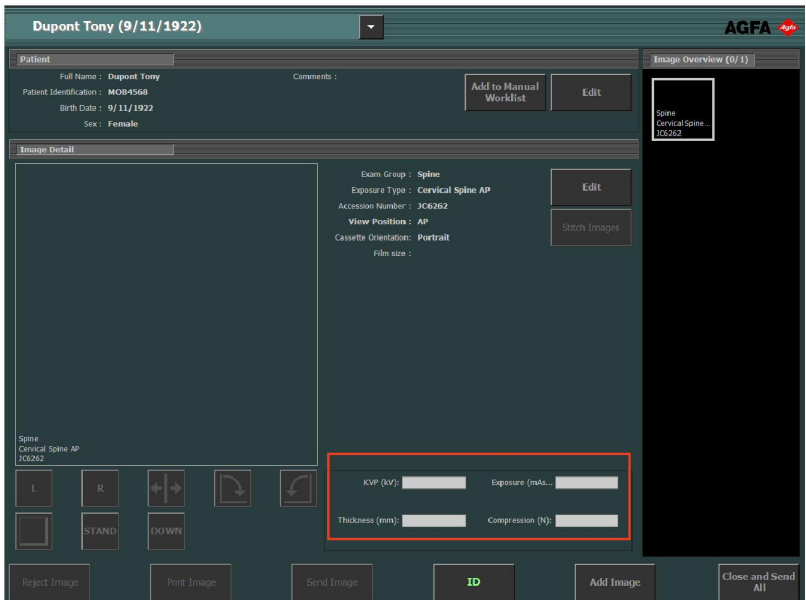 Dupont Tony (9/11/1922)
AGFA Agfa
Patient
Full Name : Dupont Tony
Comments :
Patient Identification : MO84568
Birth Date : 9/11/1922
Sex : Female
Add to Manual
Worklist
Edit
Image Overview (0/1)
Spine
Cervical Spine...
JC6262
Image Detail
Spine
Cervical Spine AP
JC6262
Exam Group : Spine
Exposure Type : Cervical Spine AP
Accession Number : JC6262
View Position : AP
Cassette Orientation: Portrait
Film size :
Edit
Stitch Images
L
R
STAND
DOWN
KVP (kV):
Exposure (mAs...
Thickness (mm):
Compression (N):
Reject Image
Print Image
Send Image
ID
Add Image
Close and Send
All